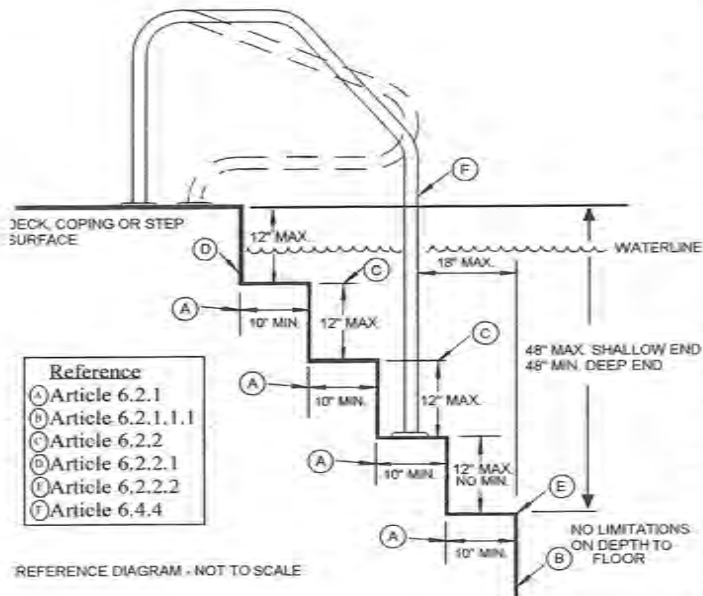 DECK, COPING OR STEP
SURFACE
12" MAX.
WATERLINE
F
D
C
18" MAX.
A
10" MIN.
12" MAX.
C
48" MAX. SHALLOW END
48" MIN. DEEP END
A
10" MIN.
12" MAX.
A
10" MIN.
12" MAX.
NO MIN.
E
A
10" MIN.
NO LIMITATIONS
ON DEPTH TO
FLOOR
B
Reference
A Article 6.2.1
B Article 6.2.1.1.1
C Article 6.2.2
D Article 6.2.2.1
E Article 6.2.2.2
F Article 6.4.4
REFERENCE DIAGRAM - NOT TO SCALE